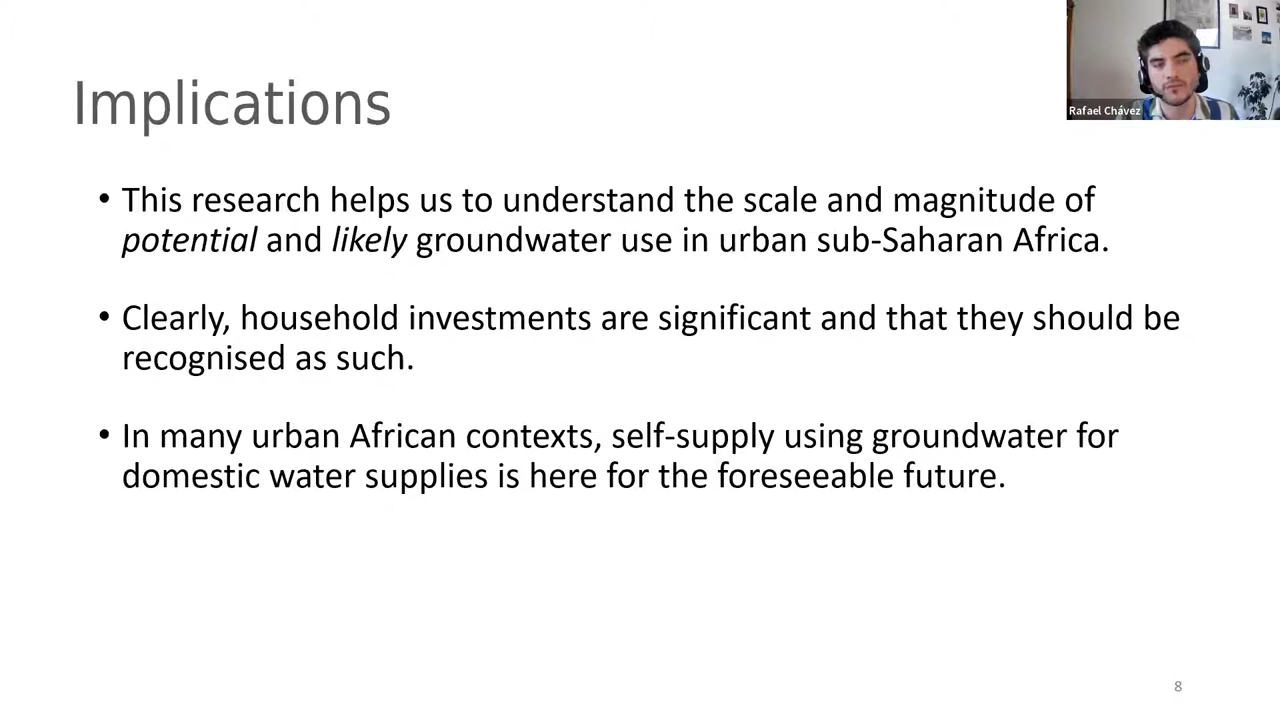 Implications
Rafael Chávez
• This research helps us to understand the scale and magnitude of
potential and likely groundwater use in urban sub-Saharan Africa.
• Clearly, household investments are significant and that they should be
recognised as such.
• In many urban African contexts, self-supply using groundwater for
domestic water supplies is here for the foreseeable future.
8